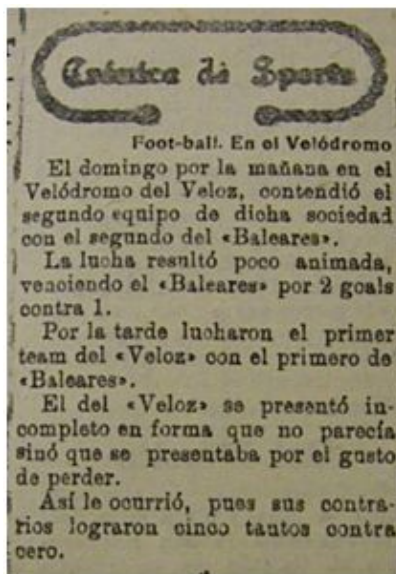 Crónica de Sports
Foot-ball. En el Velódromo
El domingo por la mañana en el
Velódromo del Veloz, contendió el
segundo equipo de dicha sociedad
con el segundo del «Baleares».
La lucha resultó poco animada,
venciendo el «Baleares» por 2 goals
contra 1.
Por la tarde lucharon el primer
team del «Veloz» con el primero de
«Baleares».
El del «Veloz» se presentó in-
completo en forma que no parecía
sinó que se presentaba por el gusto
de perder.
Así le ocurrió, pues sus contra-
rios lograron cinco tantos contra
cero.